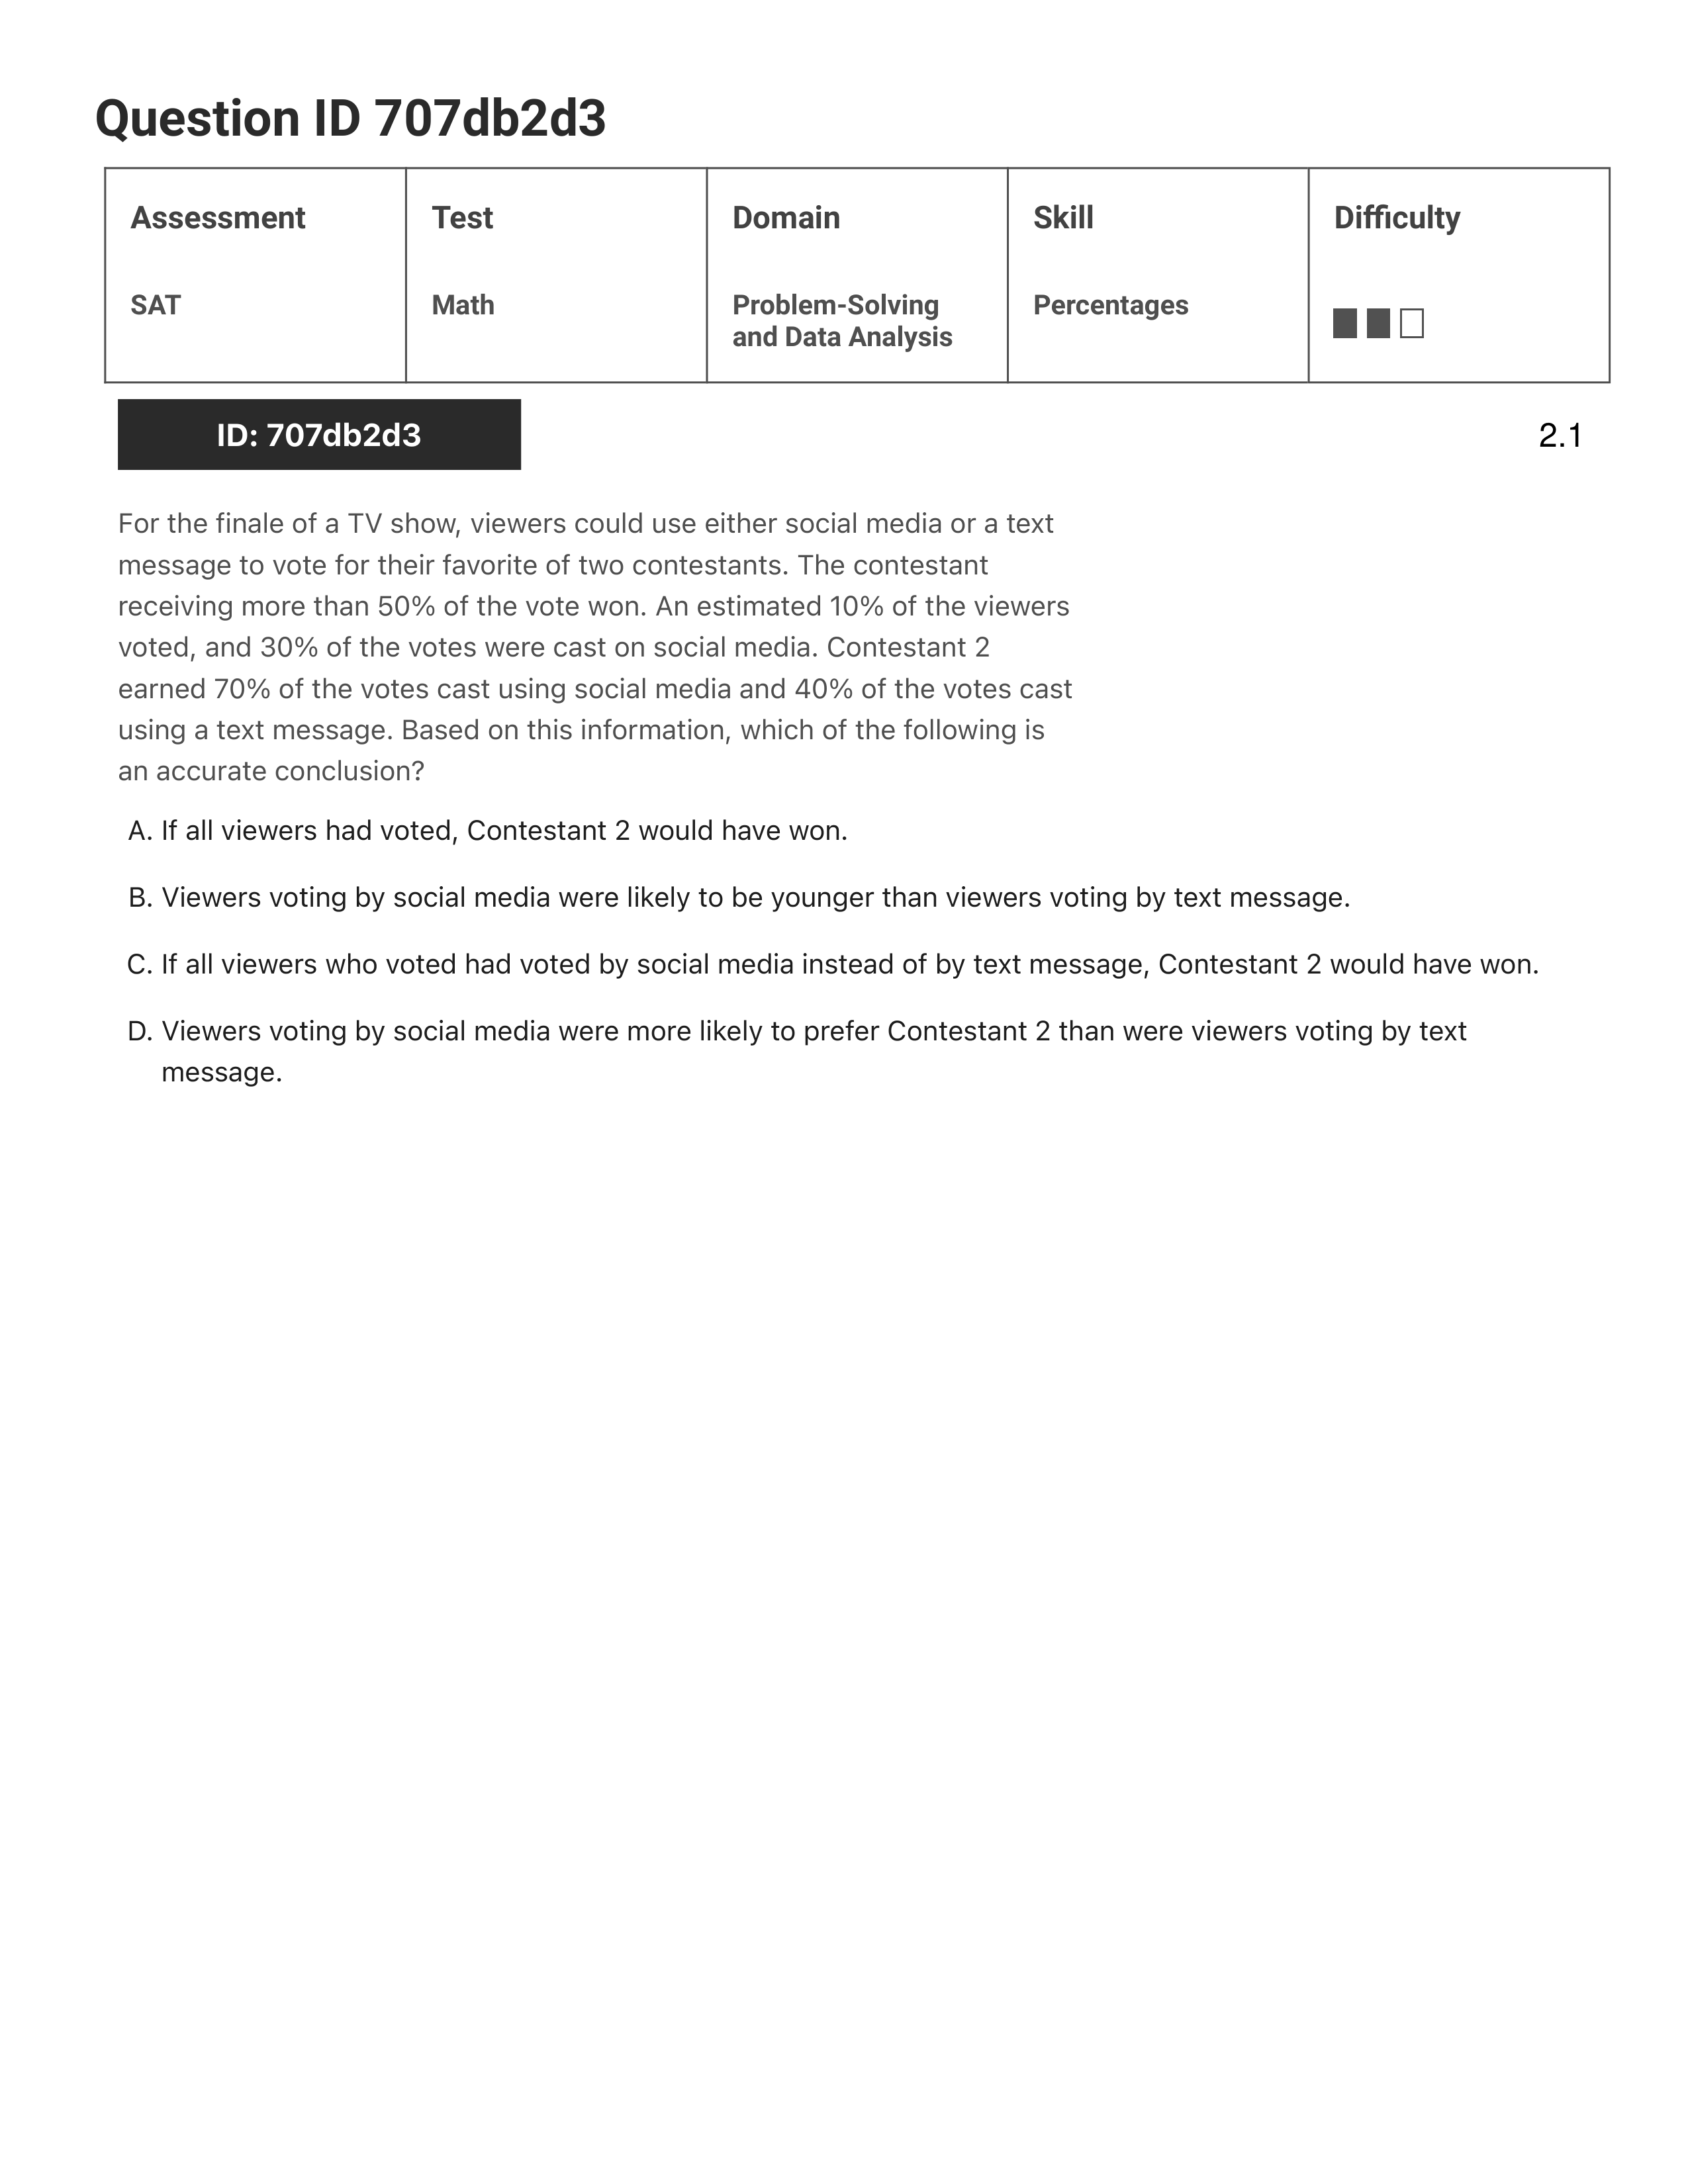 Question ID 707db2d3
Assessment
Test
Domain
Skill
Difficulty
SAT
Math
Problem-Solving
and Data Analysis
Percentages
ID: 707db2d3
2.1
For the finale of a TV show, viewers could use either social media or a text
message to vote for their favorite of two contestants. The contestant
receiving more than 50% of the vote won. An estimated 10% of the viewers
voted, and 30% of the votes were cast on social media. Contestant 2
earned 70% of the votes cast using social media and 40% of the votes cast
using a text message. Based on this information, which of the following is
an accurate conclusion?
A. If all viewers had voted, Contestant 2 would have won.
B. Viewers voting by social media were likely to be younger than viewers voting by text message.
C. If all viewers who voted had voted by social media instead of by text message, Contestant 2 would have won.
D. Viewers voting by social media were more likely to prefer Contestant 2 than were viewers voting by text
message.